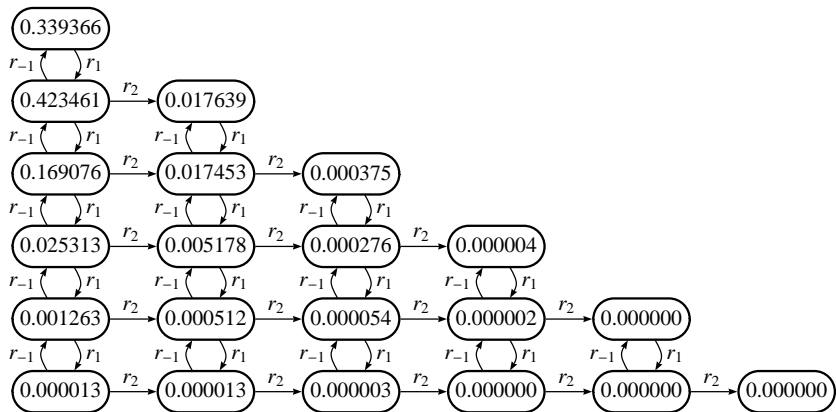 0.339366
r₋₁ r₁
0.423461 r₂ 0.017639
r₋₁ r₁ r₋₁ r₁
0.169076 r₂ 0.017453 r₂ 0.000375
r₋₁ r₁ r₋₁ r₁ r₋₁ r₁
0.025313 r₂ 0.005178 r₂ 0.000276 r₂ 0.000004
r₋₁ r₁ r₋₁ r₁ r₋₁ r₁ r₋₁ r₁
0.001263 r₂ 0.000512 r₂ 0.000054 r₂ 0.000002 r₂ 0.000000
r₋₁ r₁ r₋₁ r₁ r₋₁ r₁ r₋₁ r₁ r₋₁ r₁
0.000013 r₂ 0.000013 r₂ 0.000003 r₂ 0.000000 r₂ 0.000000 r₂ 0.000000